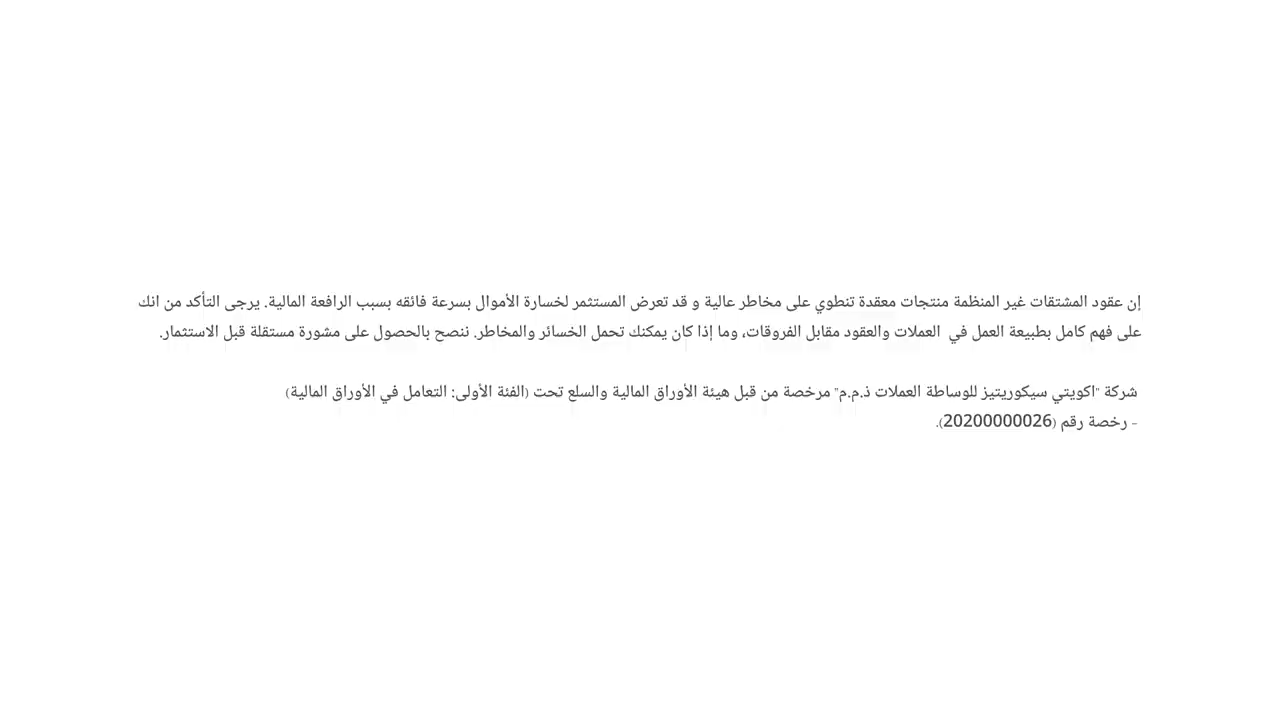 إن عقود المشتقات غير المنظمة منتجات معقدة تنطوي على مخاطر عالية و قد تعرض المستثمر لخسارة الأموال بسرعة فائقه بسبب الرافعة المالية. يرجى التأكد من انك
على فهم كامل بطبيعة العمل في العملات والعقود مقابل الفروقات، وما إذا كان يمكنك تحمل الخسائر والمخاطر. ننصح بالحصول على مشورة مستقلة قبل الاستثمار.
شركة "اكويتي سيكوريتيز للوساطة العملات ذ.م.م" مرخصة من قبل هيئة الأوراق المالية والسلع تحت (الفئة الأولى: التعامل في الأوراق المالية)
- رخصة رقم (20200000026).